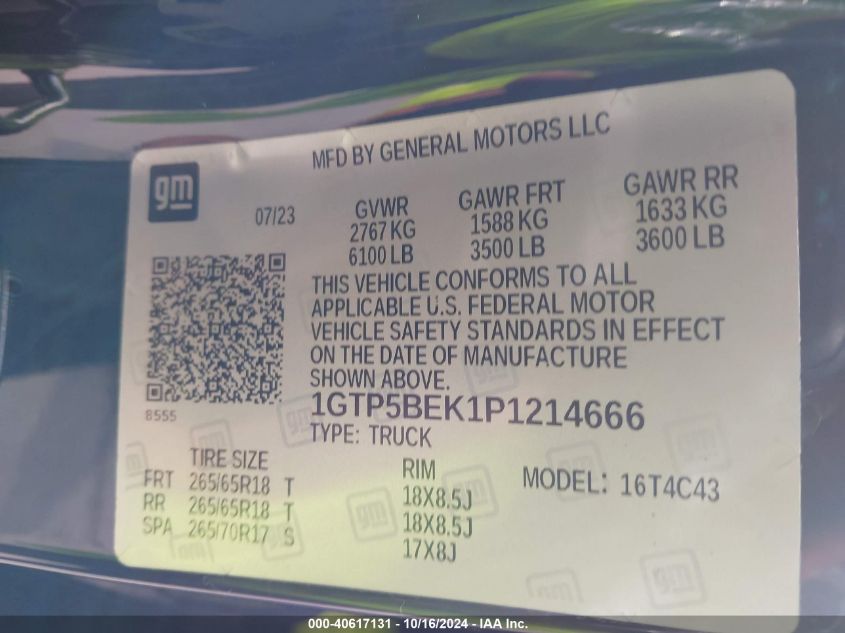 MFD BY GENERAL MOTORS LLC
gm
07/23
GVWR GAWR FRT GAWR RR
2767 KG 1588 KG 1633 KG
6100 LB 3500 LB 3600 LB
THIS VEHICLE CONFORMS TO ALL
APPLICABLE U.S. FEDERAL MOTOR
VEHICLE SAFETY STANDARDS IN EFFECT
ON THE DATE OF MANUFACTURE
SHOWN ABOVE.
8555
1GTP5BEK1P1214666
TYPE: TRUCK
TIRE SIZE RIM MODEL: 16T4C43
FRT 265/65R18 T 18X8.5J
RR 265/65R18 T 18X8.5J
SPA 265/70R17 S 17X8J
000-40617131 - 10/16/2024 - IAA Inc.